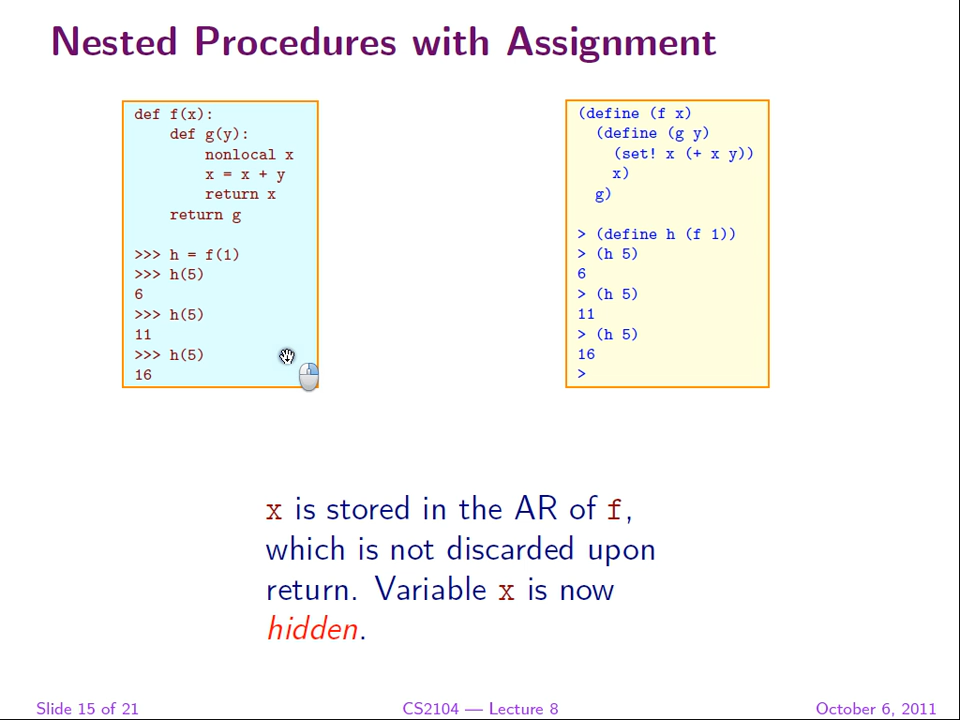 Nested Procedures with Assignment
def f(x):
    def g(y):
        nonlocal x
        x = x + y
        return x
    return g
>>> h = f(1)
>>> h(5)
6
>>> h(5)
11
>>> h(5)
16
(define (f x)
  (define (g y)
    (set! x (+ x y))
    x)
  g)
> (define h (f 1))
> (h 5)
6
> (h 5)
11
> (h 5)
16
>
x is stored in the AR of f,
which is not discarded upon
return. Variable x is now
hidden.
Slide 15 of 21
CS2104 — Lecture 8
October 6, 2011